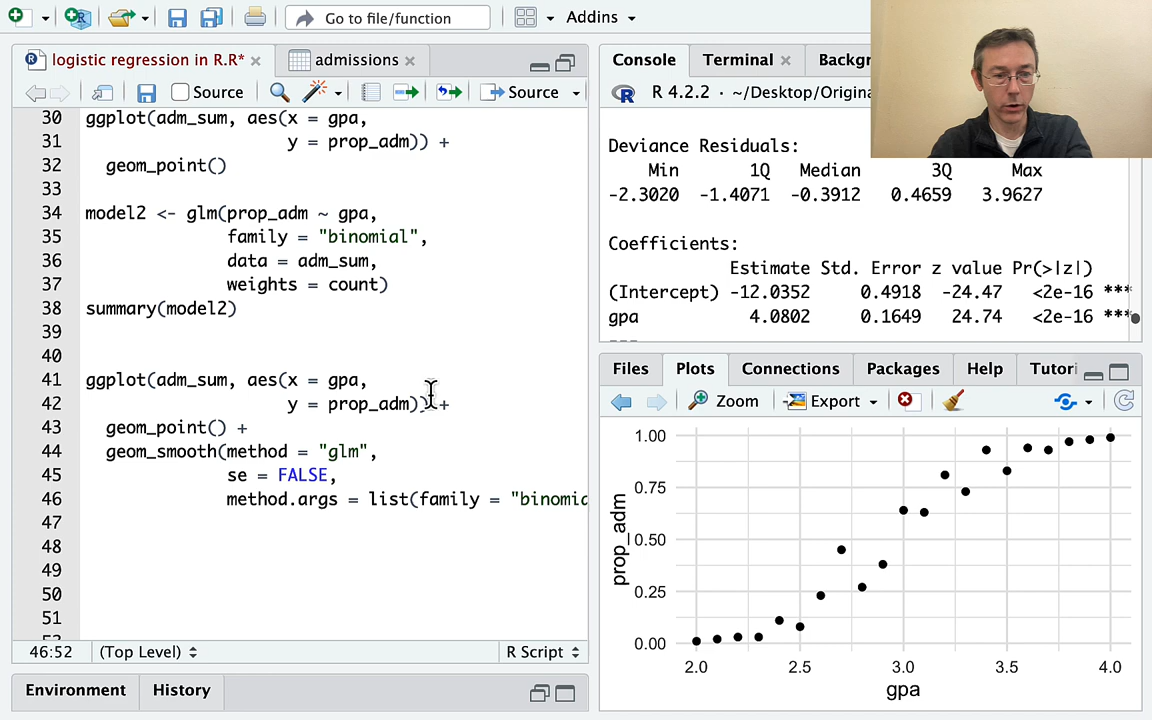 Go to file/function
Addins
logistic regression in R.R*
admissions
Source
Source
30 ggplot(adm_sum, aes(x = gpa,
31 y = prop_adm)) +
32 geom_point()
33
34 model2 <- glm(prop_adm ~ gpa,
35 family = "binomial",
36 data = adm_sum,
37 weights = count)
38 summary(model2)
39
40
41 ggplot(adm_sum, aes(x = gpa,
42 y = prop_adm)) +
43 geom_point() +
44 geom_smooth(method = "glm",
45 se = FALSE,
46 method.args = list(family = "binomia
47
48
49
50
51
46:52
(Top Level)
R Script
Environment
History
Console
Terminal
Backgr
R 4.2.2 · ~/Desktop/Origina
Deviance Residuals:
Min 1Q Median 3Q Max
-2.3020 -1.4071 -0.3912 0.4659 3.9627
Coefficients:
Estimate Std. Error z value Pr(>|z|)
(Intercept) -12.0352 0.4918 -24.47 <2e-16 ***
gpa 4.0802 0.1649 24.74 <2e-16 ***
---
Files
Plots
Connections
Packages
Help
Tutori
Zoom
Export
1.00
0.75
0.50
0.25
0.00
prop_adm
2.0 2.5 3.0 3.5 4.0
gpa